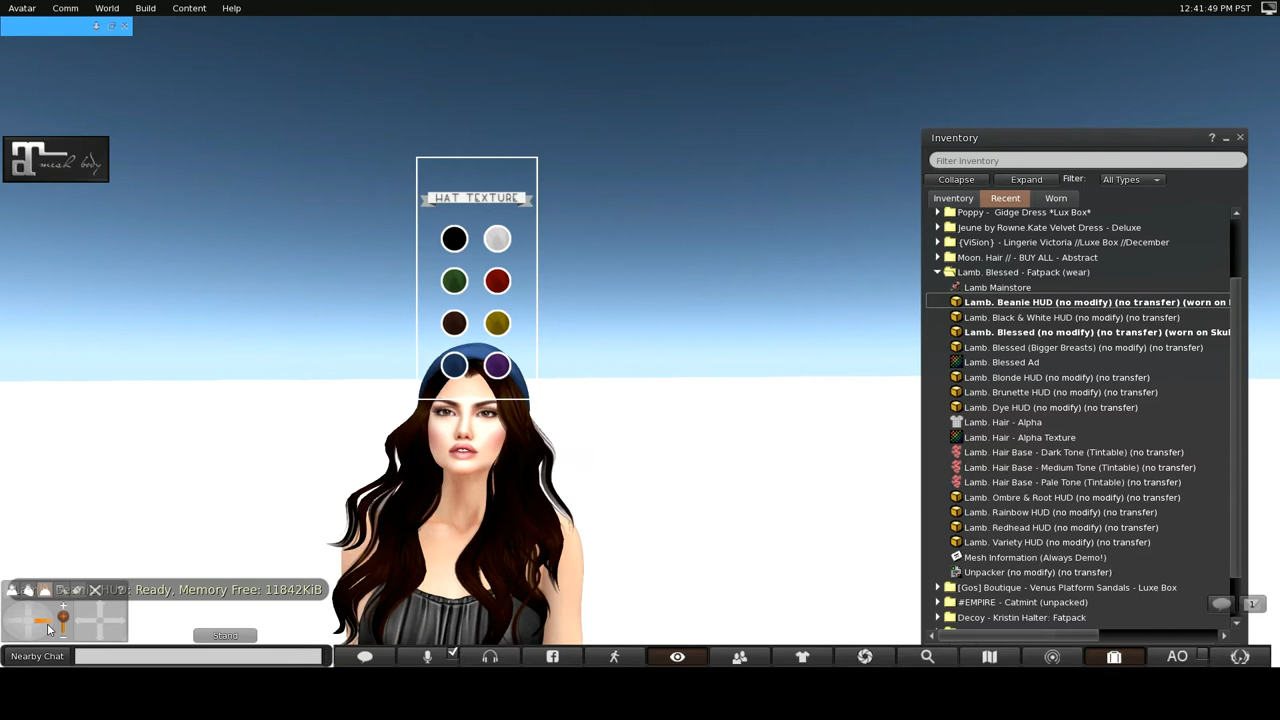 Avatar Comm World Build Content Help 12:41:49 PM PST
mesh body
HAT TEXTURE
Inventory
Filter Inventory
Collapse Expand Filter: All Types
Inventory Recent Worn
Poppy - Gidge Dress *Lux Box*
Jeune by Rowne.Kate Velvet Dress - Deluxe
{ViSion} - Lingerie Victoria //Luxe Box //December
Moon. Hair // - BUY ALL - Abstract
Lamb. Blessed - Fatpack (wear)
Lamb Mainstore
Lamb. Beanie HUD (no modify) (no transfer) (worn on
Lamb. Black & White HUD (no modify) (no transfer)
Lamb. Blessed (no modify) (no transfer) (worn on Skul
Lamb. Blessed (Bigger Breasts) (no modify) (no transfer)
Lamb. Blessed Ad
Lamb. Blonde HUD (no modify) (no transfer)
Lamb. Brunette HUD (no modify) (no transfer)
Lamb. Dye HUD (no modify) (no transfer)
Lamb. Hair - Alpha
Lamb. Hair - Alpha Texture
Lamb. Hair Base - Dark Tone (Tintable) (no transfer)
Lamb. Hair Base - Medium Tone (Tintable) (no transfer)
Lamb. Hair Base - Pale Tone (Tintable) (no transfer)
Lamb. Ombre & Root HUD (no modify) (no transfer)
Lamb. Rainbow HUD (no modify) (no transfer)
Lamb. Redhead HUD (no modify) (no transfer)
Lamb. Variety HUD (no modify) (no transfer)
Mesh Information (Always Demo!)
Unpacker (no modify) (no transfer)
[Gos] Boutique - Venus Platform Sandals - Luxe Box
#EMPIRE - Catmint (unpacked)
Decoy - Kristin Halter: Fatpack
HUD: Ready, Memory Free: 11842KiB
1
Stand
Nearby Chat
AO